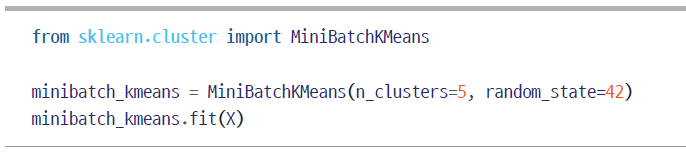 from sklearn.cluster import MiniBatchKMeans
minibatch_kmeans = MiniBatchKMeans(n_clusters=5, random_state=42)
minibatch_kmeans.fit(X)